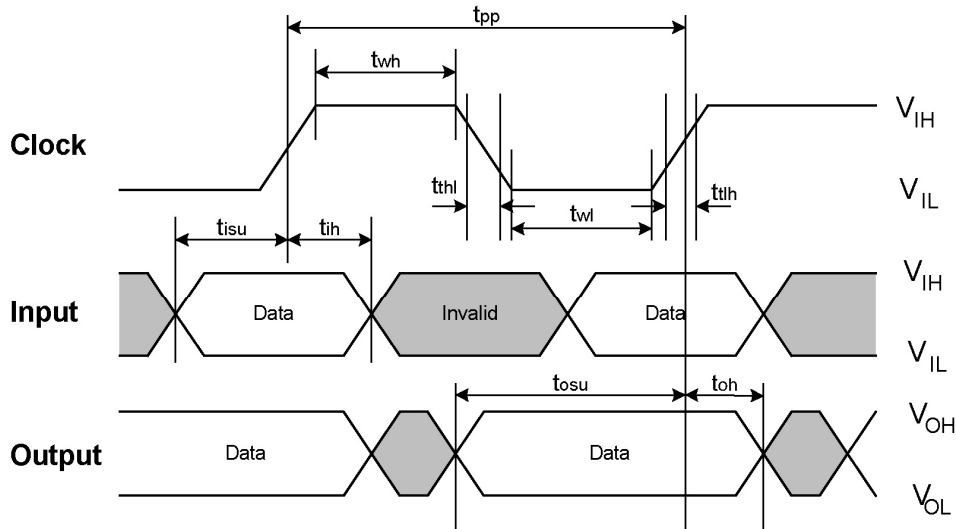 tpp
twh
Clock
VIH
tthl
ttlh
VIL
twl
tisu
tih
Input
Data
Invalid
Data
VIH
VIL
tosu
toh
Output
Data
Data
VOH
VOL